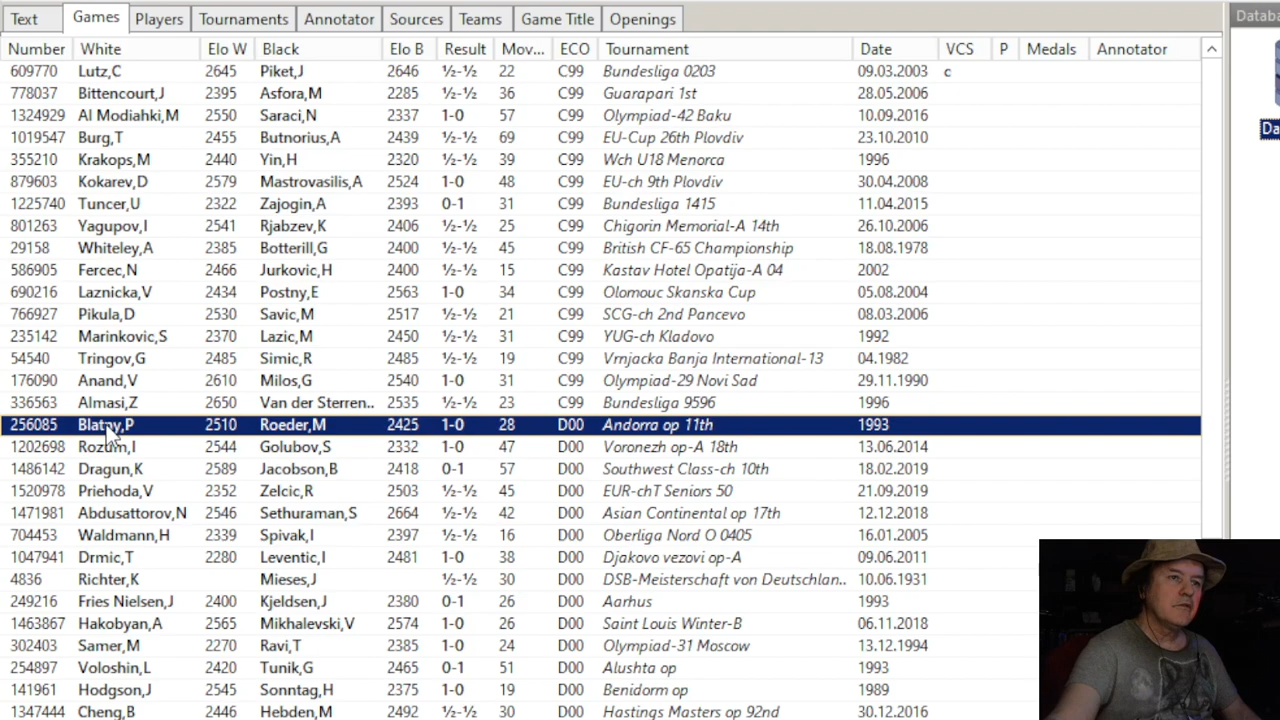 Text Games Players Tournaments Annotator Sources Teams Game Title Openings Databa
Number White Elo W Black Elo B Result Mov... ECO Tournament Date VCS P Medals Annotator
609770 Lutz,C 2645 Piket,J 2646 ½-½ 22 C99 Bundesliga 0203 09.03.2003 c
778037 Bittencourt,J 2395 Asfora,M 2285 ½-½ 36 C99 Guarapari 1st 28.05.2006
1324929 Al Modiahki,M 2550 Saraci,N 2337 1-0 57 C99 Olympiad-42 Baku 10.09.2016
Da
1019547 Burg,T 2455 Butnorius,A 2439 ½-½ 69 C99 EU-Cup 26th Plovdiv 23.10.2010
355210 Krakops,M 2440 Yin,H 2320 ½-½ 39 C99 Wch U18 Menorca 1996
879603 Kokarev,D 2579 Mastrovasilis,A 2524 1-0 48 C99 EU-ch 9th Plovdiv 30.04.2008
1225740 Tuncer,U 2322 Zajogin,A 2393 0-1 31 C99 Bundesliga 1415 11.04.2015
801263 Yagupov,I 2541 Rjabzev,K 2406 ½-½ 25 C99 Chigorin Memorial-A 14th 26.10.2006
29158 Whiteley,A 2385 Botterill,G 2400 ½-½ 45 C99 British CF-65 Championship 18.08.1978
586905 Fercec,N 2466 Jurkovic,H 2400 ½-½ 15 C99 Kastav Hotel Opatija-A 04 2002
690216 Laznicka,V 2434 Postny,E 2563 1-0 34 C99 Olomouc Skanska Cup 05.08.2004
766927 Pikula,D 2530 Savic,M 2517 ½-½ 21 C99 SCG-ch 2nd Pancevo 08.03.2006
235142 Marinkovic,S 2370 Lazic,M 2450 ½-½ 31 C99 YUG-ch Kladovo 1992
54540 Tringov,G 2485 Simic,R 2485 ½-½ 19 C99 Vrnjacka Banja International-13 04.1982
176090 Anand,V 2610 Milos,G 2540 1-0 31 C99 Olympiad-29 Novi Sad 29.11.1990
336563 Almasi,Z 2650 Van der Sterren.. 2535 ½-½ 23 C99 Bundesliga 9596 1996
256085 Blatny,P 2510 Roeder,M 2425 1-0 28 D00 Andorra op 11th 1993
1202698 Rozum,I 2544 Golubov,S 2332 1-0 47 D00 Voronezh op-A 18th 13.06.2014
1486142 Dragun,K 2589 Jacobson,B 2418 0-1 57 D00 Southwest Class-ch 10th 18.02.2019
1520978 Priehoda,V 2352 Zelcic,R 2503 ½-½ 45 D00 EUR-chT Seniors 50 21.09.2019
1471981 Abdusattorov,N 2546 Sethuraman,S 2664 ½-½ 42 D00 Asian Continental op 17th 12.12.2018
704453 Waldmann,H 2339 Spivak,I 2397 ½-½ 16 D00 Oberliga Nord O 0405 16.01.2005
1047941 Drmic,T 2280 Leventic,I 2481 1-0 38 D00 Djakovo vezovi op-A 09.06.2011
4836 Richter,K Mieses,J ½-½ 30 D00 DSB-Meisterschaft von Deutschlan.. 10.06.1931
249216 Fries Nielsen,J 2400 Kjeldsen,J 2380 0-1 26 D00 Aarhus 1993
1463867 Hakobyan,A 2565 Mikhalevski,V 2574 1-0 26 D00 Saint Louis Winter-B 06.11.2018
302403 Samer,M 2270 Ravi,T 2385 1-0 24 D00 Olympiad-31 Moscow 13.12.1994
254897 Voloshin,L 2420 Tunik,G 2465 0-1 51 D00 Alushta op 1993
141961 Hodgson,J 2545 Sonntag,H 2375 1-0 19 D00 Benidorm op 1989
1347444 Cheng,B 2446 Hebden,M 2492 ½-½ 30 D00 Hastings Masters op 92nd 30.12.2016